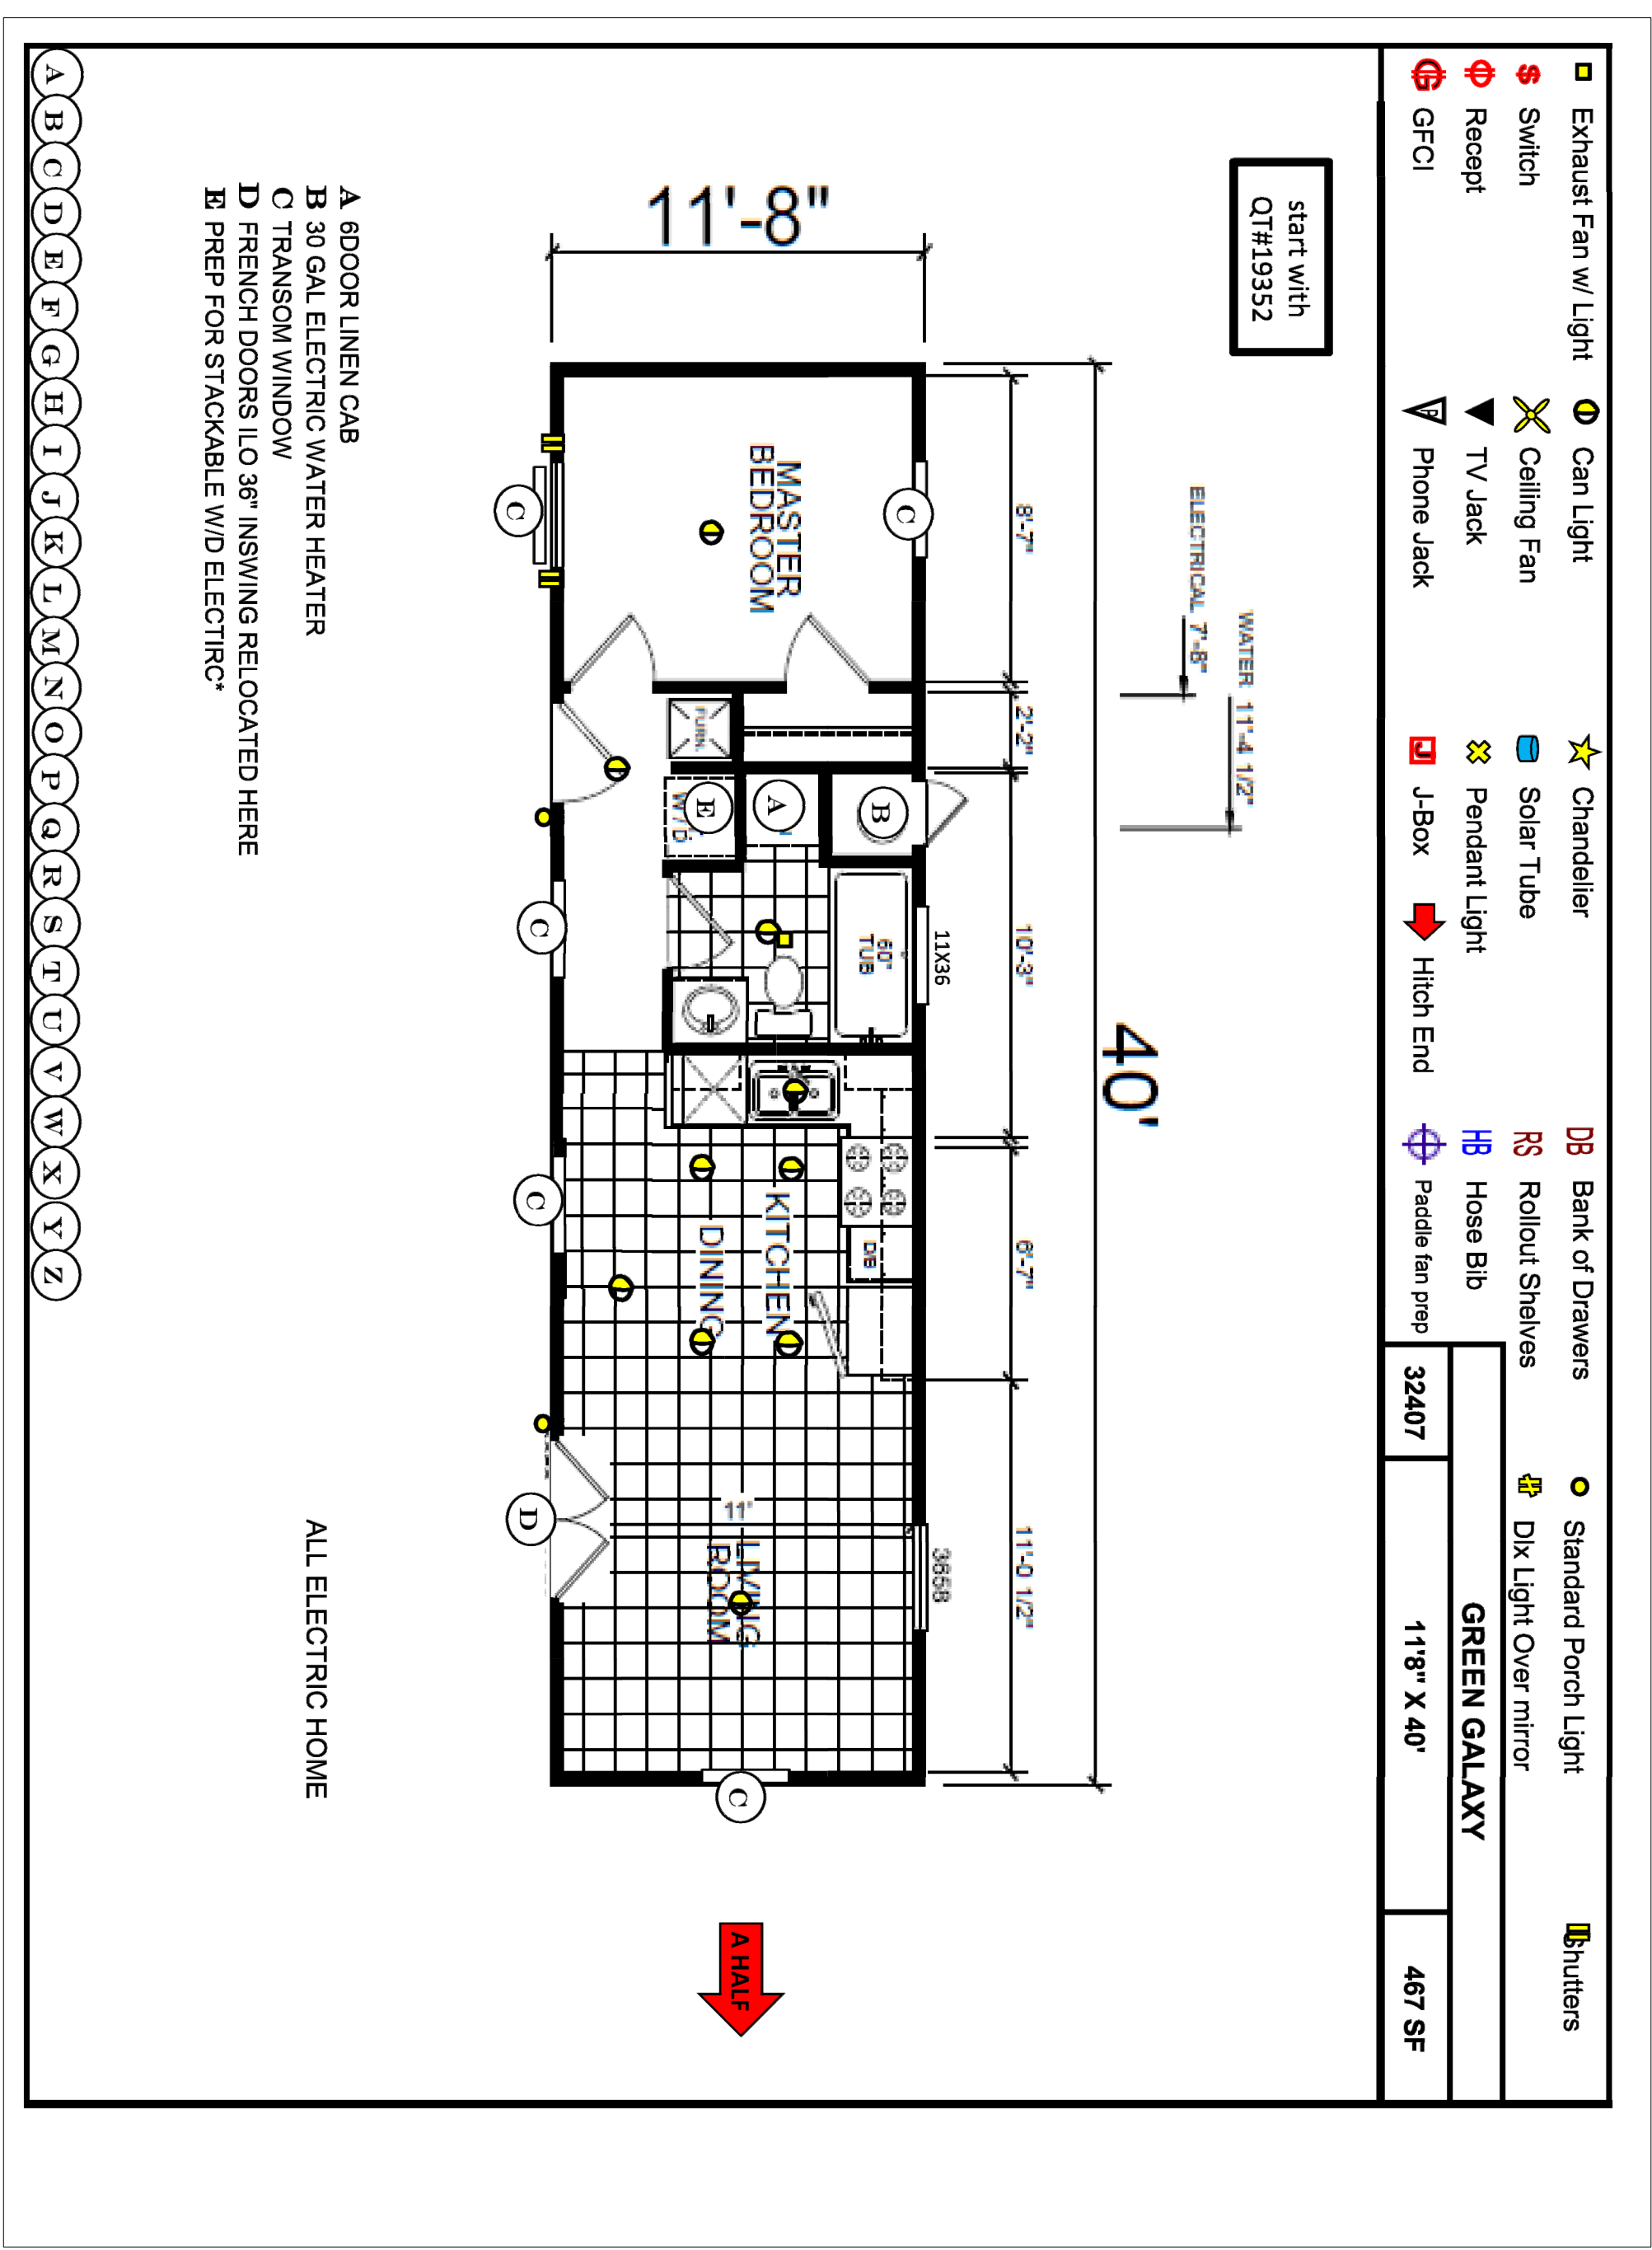 Exhaust Fan w/ Light
Can Light
Chandelier
DB Bank of Drawers
Standard Porch Light
Shutters
$ Switch
Ceiling Fan
Solar Tube
RS Rollout Shelves
Dlx Light Over mirror
Recept
TV Jack
Pendant Light
HB Hose Bib
GREEN GALAXY
G GFCI
P Phone Jack
J J-Box
Hitch End
Paddle fan prep
32407
11'8" X 40'
467 SF
start with
QT#19352
WATER 11'-4 1/2"
ELECTRICAL 7'-8"
40'
8'-7"
2'-2"
10'-3"
6'-7"
11'-0 1/2"
11X36
3658
11'-8"
C
B
60"
TUB
D/B
MASTER
BEDROOM
FURN.
A
E
W/D
KITCHEN
DINING
11'
LIVING
ROOM
A HALF
C
C
C
C
D
A 6DOOR LINEN CAB
B 30 GAL ELECTRIC WATER HEATER
C TRANSOM WINDOW
D FRENCH DOORS ILO 36" INSWING RELOCATED HERE
E PREP FOR STACKABLE W/D ELECTIRC*
ALL ELECTRIC HOME
A B C D E F G H I J K L M N O P Q R S T U V W X Y Z